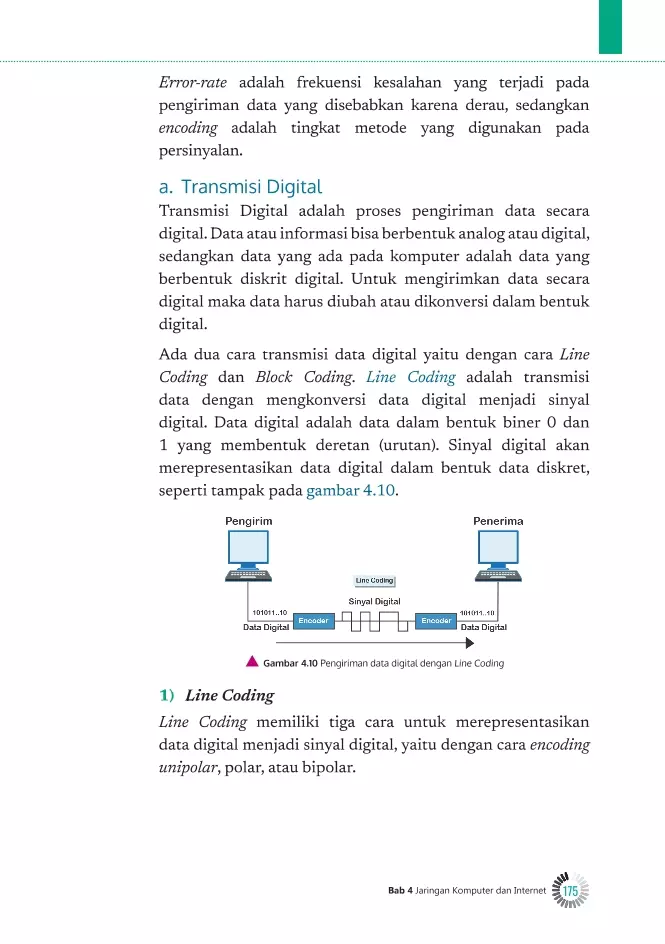 Error-rate adalah frekuensi kesalahan yang terjadi pada
pengiriman data yang disebabkan karena derau, sedangkan
encoding adalah tingkat metode yang digunakan pada
persinyalan.
a. Transmisi Digital
Transmisi Digital adalah proses pengiriman data secara
digital. Data atau informasi bisa berbentuk analog atau digital,
sedangkan data yang ada pada komputer adalah data yang
berbentuk diskrit digital. Untuk mengirimkan data secara
digital maka data harus diubah atau dikonversi dalam bentuk
digital.
Ada dua cara transmisi data digital yaitu dengan cara Line
Coding dan Block Coding. Line Coding adalah transmisi
data dengan mengkonversi data digital menjadi sinyal
digital. Data digital adalah data dalam bentuk biner 0 dan
1 yang membentuk deretan (urutan). Sinyal digital akan
merepresentasikan data digital dalam bentuk data diskret,
seperti tampak pada gambar 4.10.
Pengirim
Penerima
Line Coding
Sinyal Digital
101011..10
Encoder
Encoder
101011..10
Data Digital
Data Digital
Gambar 4.10 Pengiriman data digital dengan Line Coding
1) Line Coding
Line Coding memiliki tiga cara untuk merepresentasikan
data digital menjadi sinyal digital, yaitu dengan cara encoding
unipolar, polar, atau bipolar.
Bab 4 Jaringan Komputer dan Internet 175